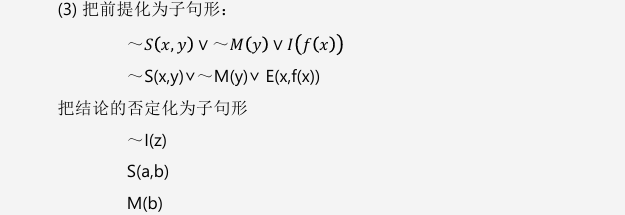 (3) 把前提化为子句形：
～S(x, y) ∨ ～M(y) ∨ I(f(x))
～S(x,y)∨～M(y)∨ E(x,f(x))
把结论的否定化为子句形
～I(z)
S(a,b)
M(b)